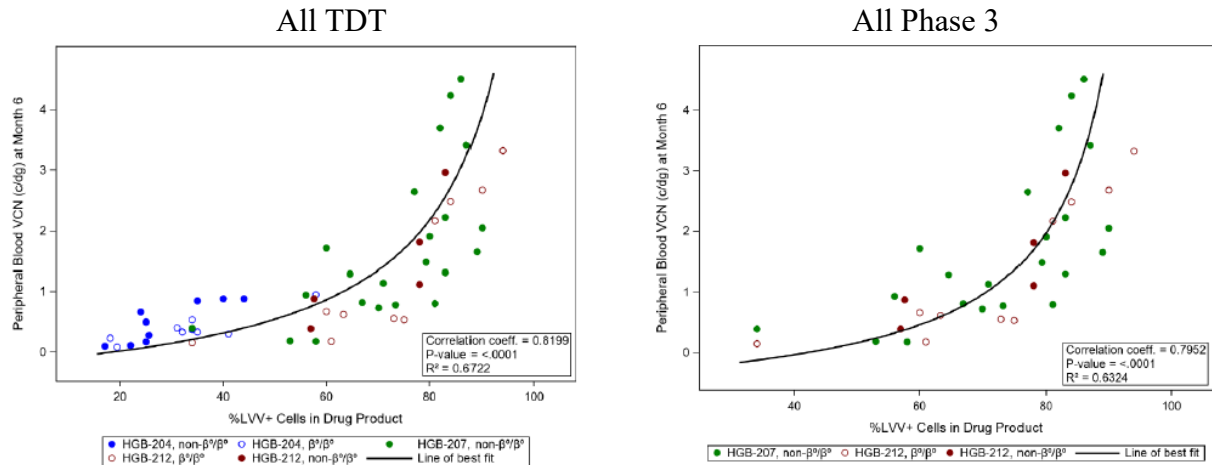 All TDT
All Phase 3
Peripheral Blood VCN (c/dg) at Month 6
4
3
2
1
0
20
40
60
80
100
%LVV+ Cells in Drug Product
Correlation coeff. = 0.8199
P-value = <.0001
R² = 0.6722
HGB-204, non-β⁰/β⁰
HGB-204, β⁰/β⁰
HGB-207, non-β⁰/β⁰
HGB-212, β⁰/β⁰
HGB-212, non-β⁰/β⁰
Line of best fit
Peripheral Blood VCN (c/dg) at Month 6
4
3
2
1
0
40
60
80
100
%LVV+ Cells in Drug Product
Correlation coeff. = 0.7952
P-value = <.0001
R² = 0.6324
HGB-207, non-β⁰/β⁰
HGB-212, β⁰/β⁰
HGB-212, non-β⁰/β⁰
Line of best fit